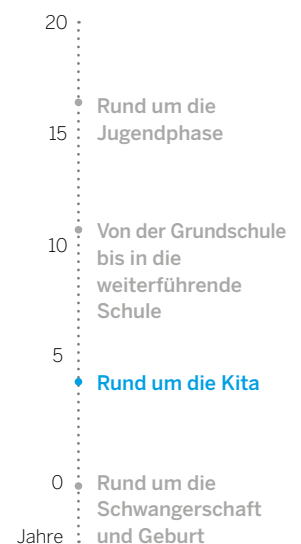 20
Rund um die
Jugendphase
15
Von der Grundschule
bis in die
weiterführende
Schule
10
5
Rund um die Kita
0
Rund um die
Schwangerschaft
und Geburt
Jahre